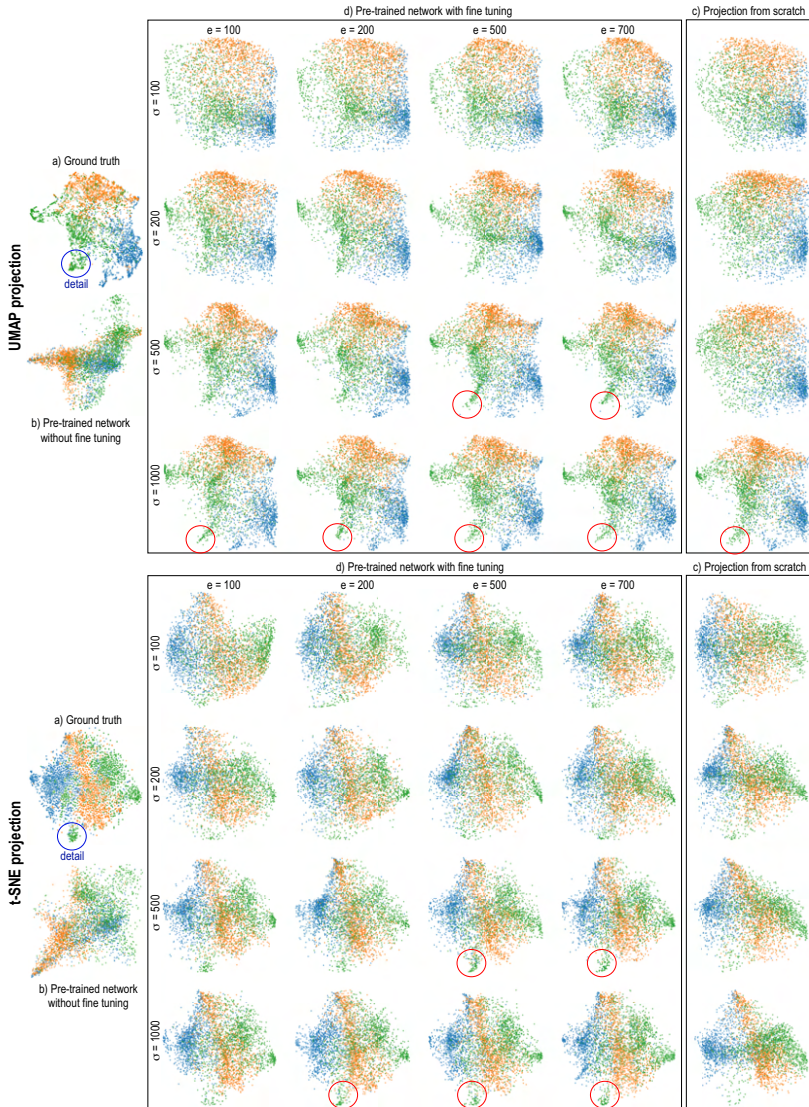 d) Pre-trained network with fine tuning
c) Projection from scratch
e = 100
e = 200
e = 500
e = 700
σ = 100
a) Ground truth
σ = 200
detail
UMAP projection
σ = 500
b) Pre-trained network
without fine tuning
σ = 1000
d) Pre-trained network with fine tuning
c) Projection from scratch
e = 100
e = 200
e = 500
e = 700
σ = 100
a) Ground truth
σ = 200
detail
t-SNE projection
σ = 500
b) Pre-trained network
without fine tuning
σ = 1000